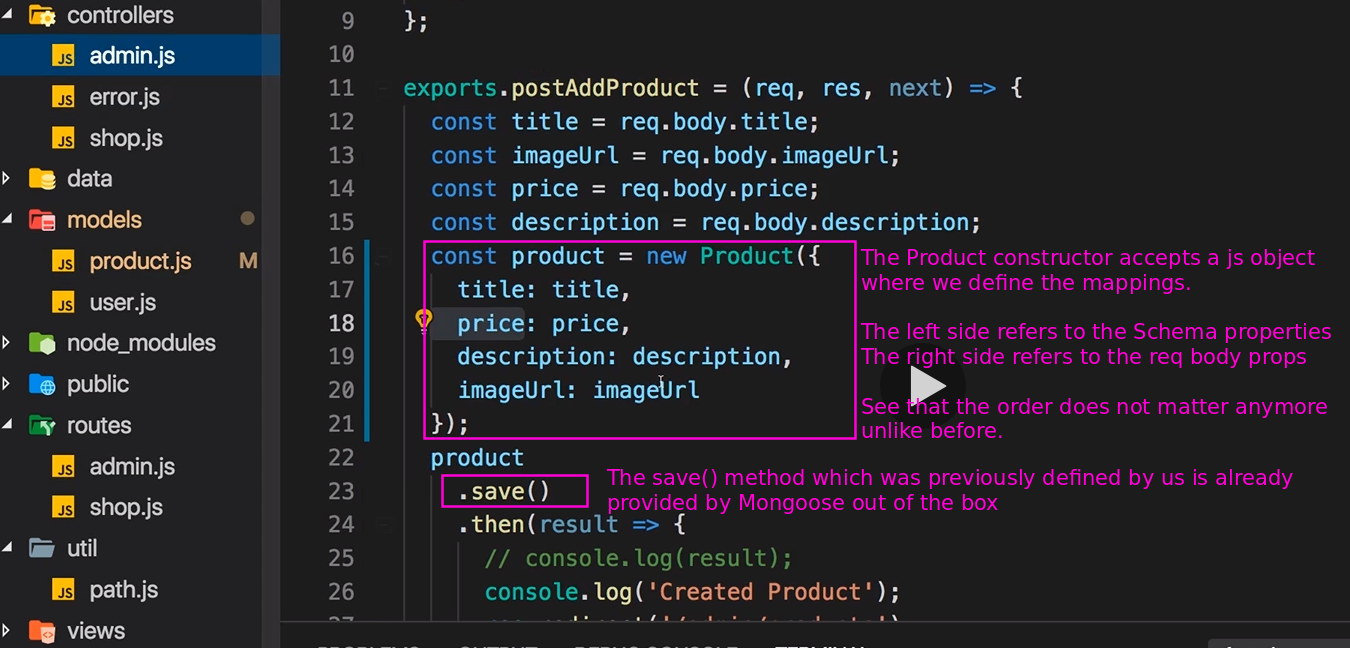 controllers
admin.js
error.js
shop.js
data
models
product.js M
user.js
node_modules
public
routes
admin.js
shop.js
util
path.js
views
9 };
10
11 exports.postAddProduct = (req, res, next) => {
12 const title = req.body.title;
13 const imageUrl = req.body.imageUrl;
14 const price = req.body.price;
15 const description = req.body.description;
16 const product = new Product({
17 title: title,
18 price: price,
19 description: description,
20 imageUrl: imageUrl
21 });
22 product
23 .save()
24 .then(result => {
25 // console.log(result);
26 console.log('Created Product');
The Product constructor accepts a js object
where we define the mappings.
The left side refers to the Schema properties
The right side refers to the req body props
See that the order does not matter anymore
unlike before.
The save() method which was previously defined by us is already
provided by Mongoose out of the box